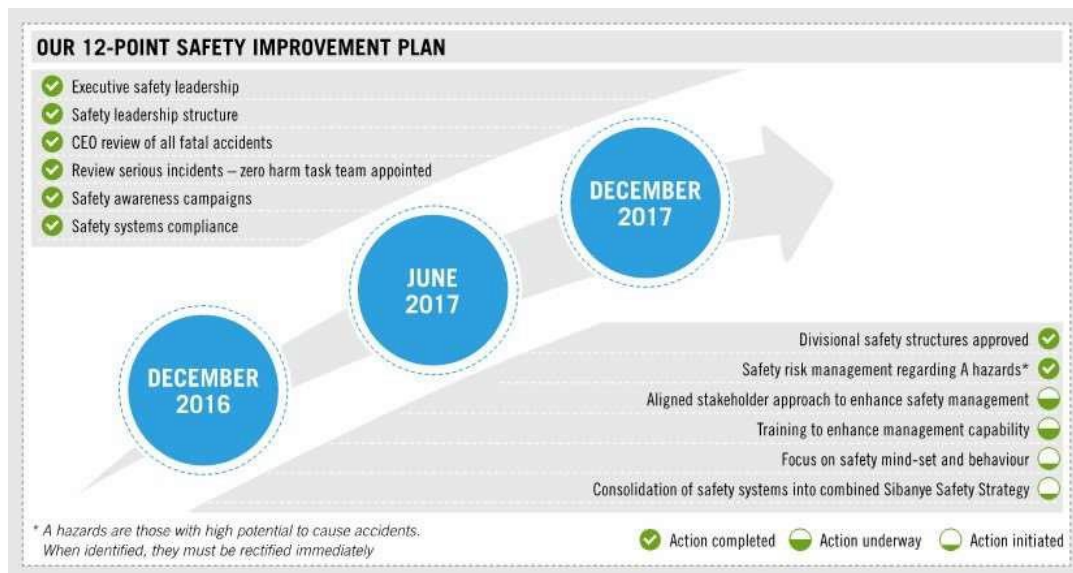 OUR 12-POINT SAFETY IMPROVEMENT PLAN
Executive safety leadership
Safety leadership structure
CEO review of all fatal accidents
Review serious incidents – zero harm task team appointed
Safety awareness campaigns
Safety systems compliance
DECEMBER
2016
JUNE
2017
DECEMBER
2017
Divisional safety structures approved
Safety risk management regarding A hazards*
Aligned stakeholder approach to enhance safety management
Training to enhance management capability
Focus on safety mind-set and behaviour
Consolidation of safety systems into combined Sibanye Safety Strategy
* A hazards are those with high potential to cause accidents.
When identified, they must be rectified immediately
Action completed Action underway Action initiated